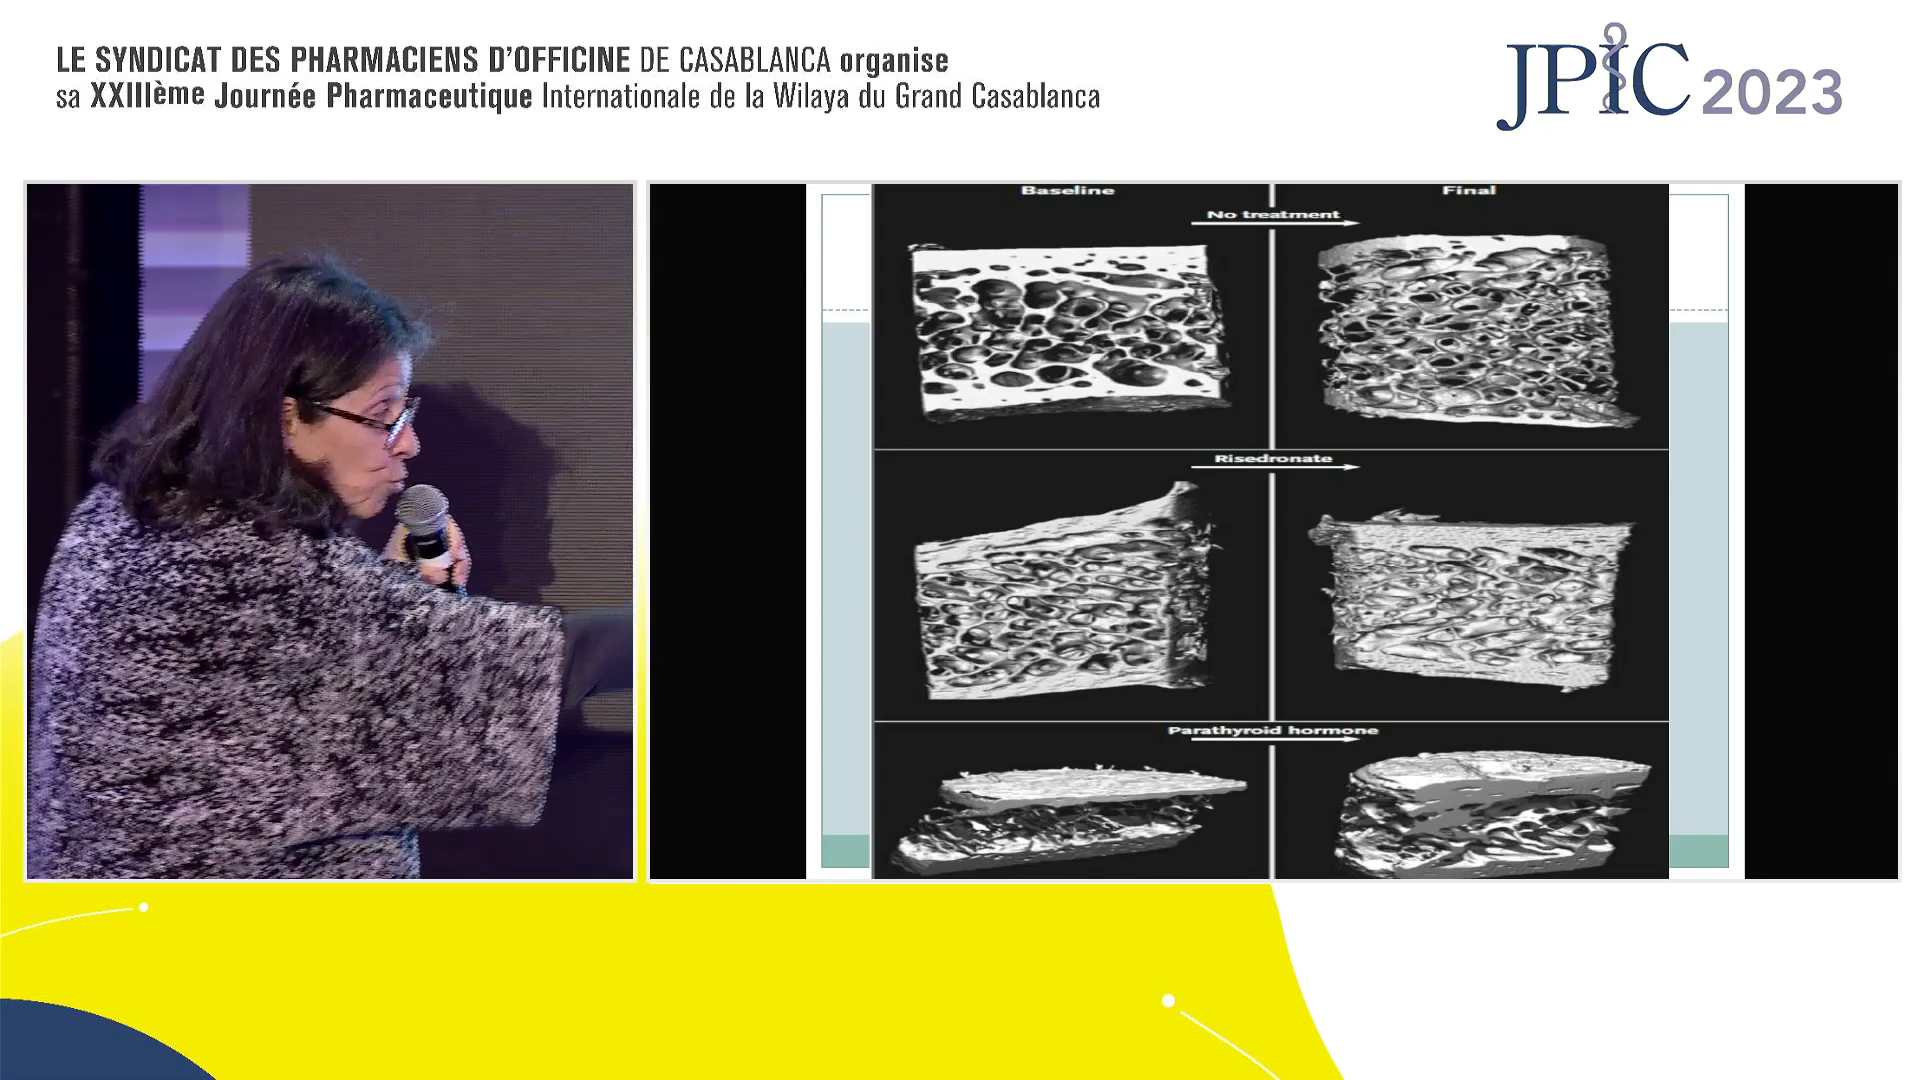 LE SYNDICAT DES PHARMACIENS D'OFFICINE DE CASABLANCA organise
sa XXIIIème Journée Pharmaceutique Internationale de la Wilaya du Grand Casablanca
JPIC 2023
Baseline
Final
No treatment
Risedronate
Parathyroid hormone